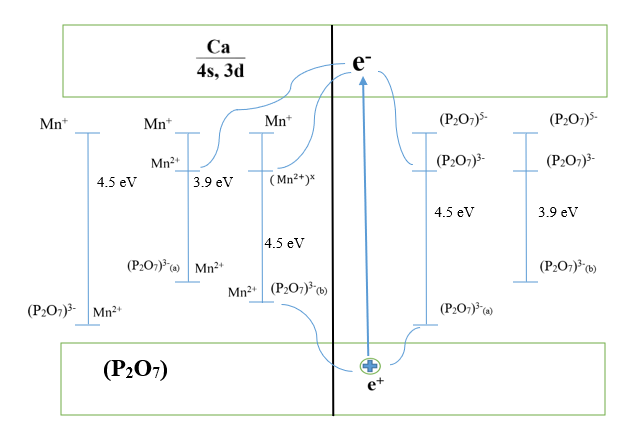 Ca
4s, 3d
e⁻
Mn⁺
Mn⁺
Mn⁺
(P₂O₇)⁵⁻
(P₂O₇)⁵⁻
Mn²⁺
(Mn²⁺)ˣ
(P₂O₇)³⁻
(P₂O₇)³⁻
4.5 eV
3.9 eV
4.5 eV
4.5 eV
3.9 eV
(P₂O₇)³⁻(a)
Mn²⁺
(P₂O₇)³⁻(b)
Mn²⁺
(P₂O₇)³⁻(b)
(P₂O₇)³⁻
Mn²⁺
(P₂O₇)³⁻(a)
(P₂O₇)
e⁺